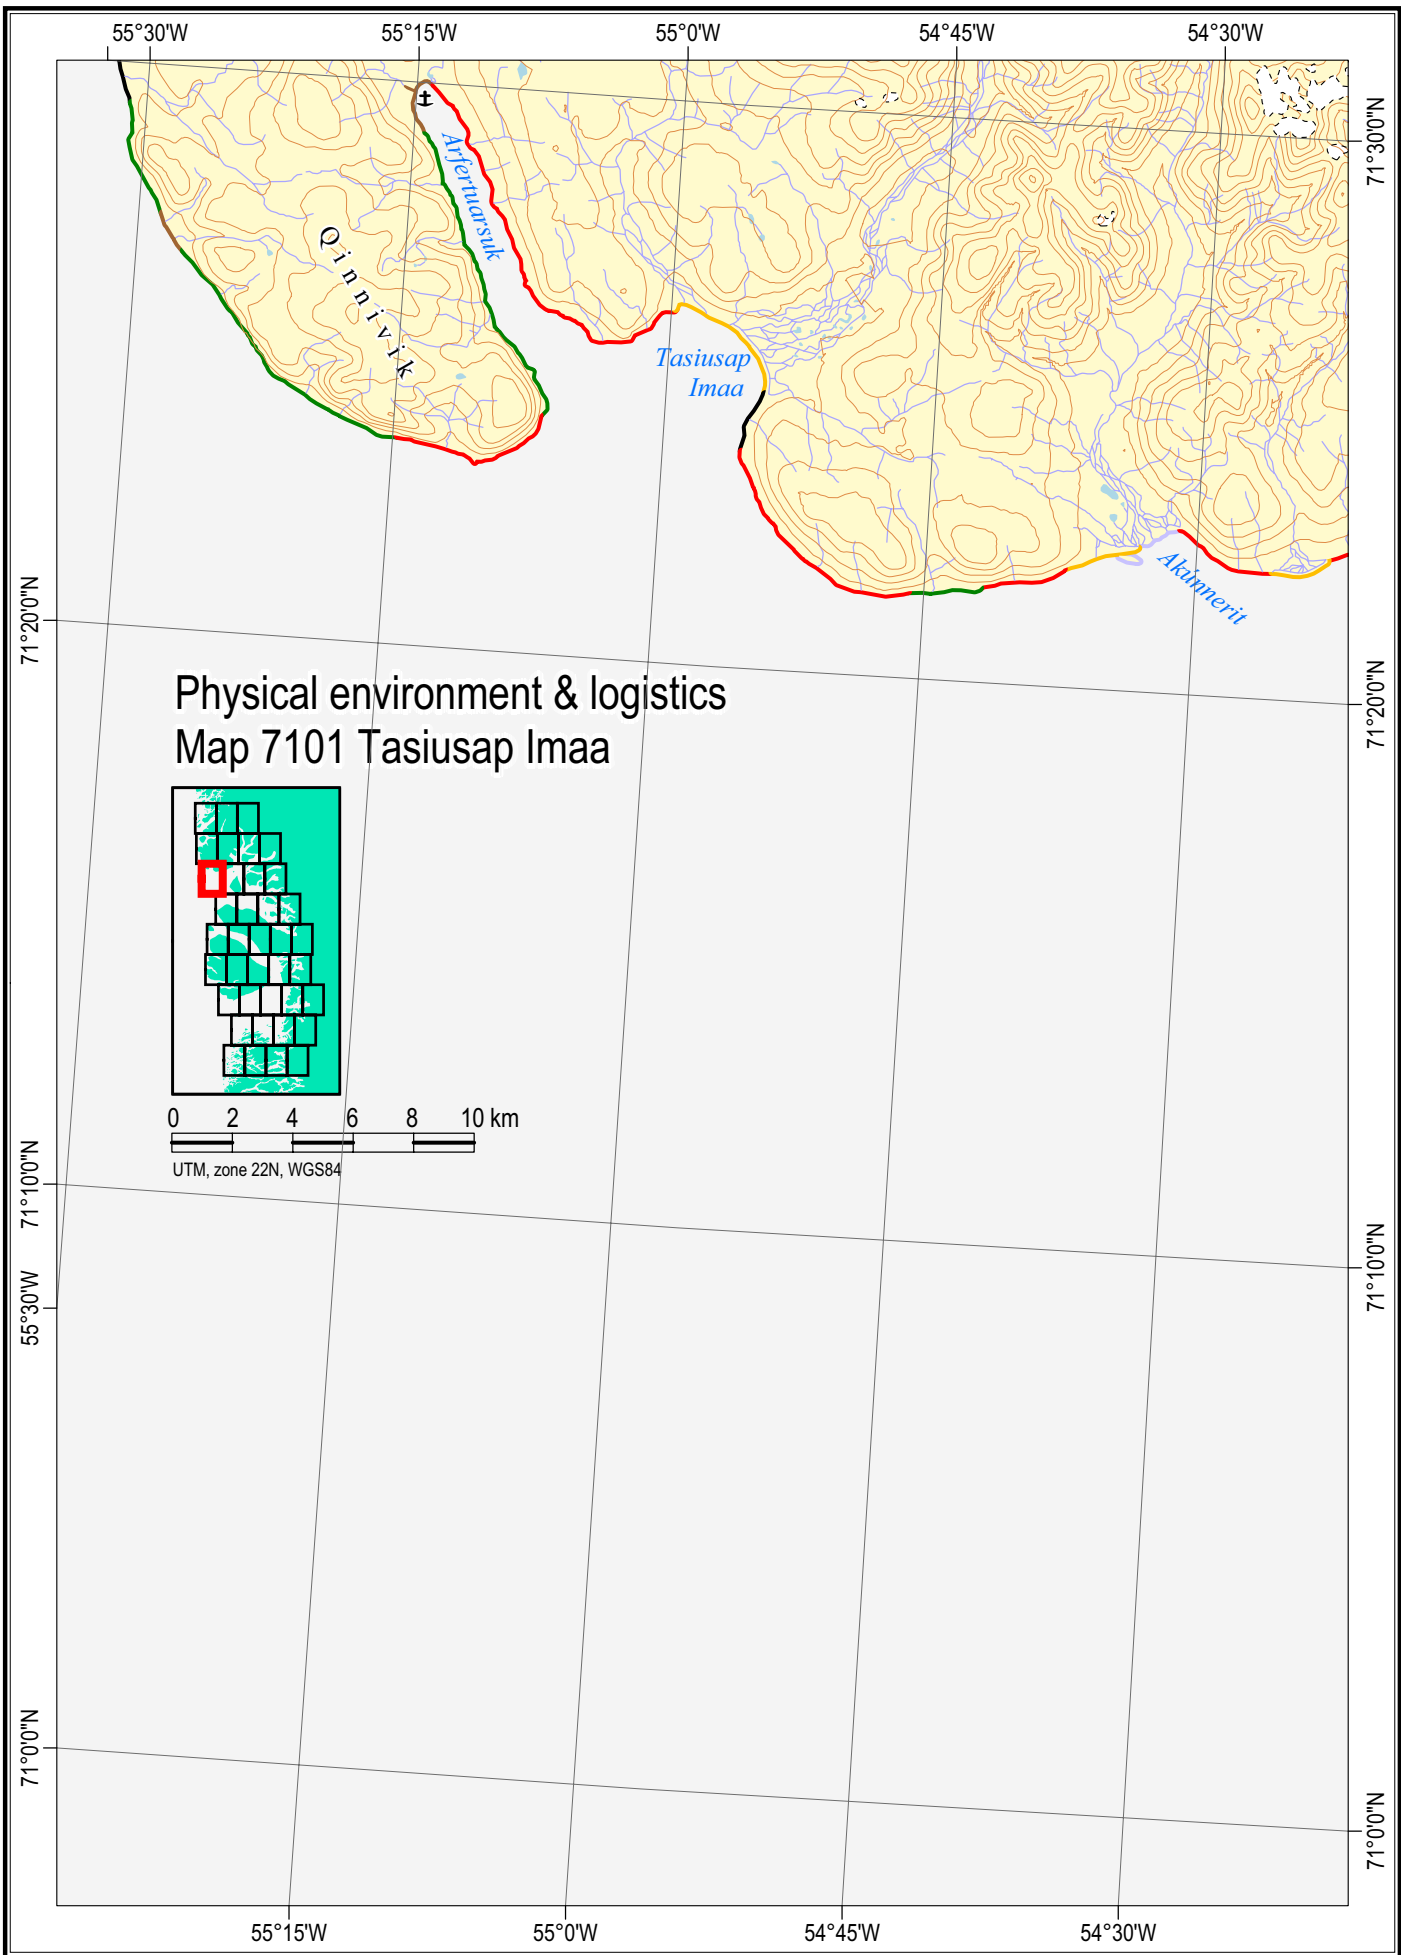 55°30'W 55°15'W 55°0'W 54°45'W 54°30'W
71°30'0"N
Arfertuarsuk
Qinnivik
Tasiusap
Imaa
Akúnnerit
71°20'0"N
71°20'0"N
Physical environment & logistics
Map 7101 Tasiusap Imaa
0 2 4 6 8 10 km
UTM, zone 22N, WGS84
71°10'0"N
71°10'0"N
55°30'W
71°0'0"N
71°0'0"N
55°15'W 55°0'W 54°45'W 54°30'W